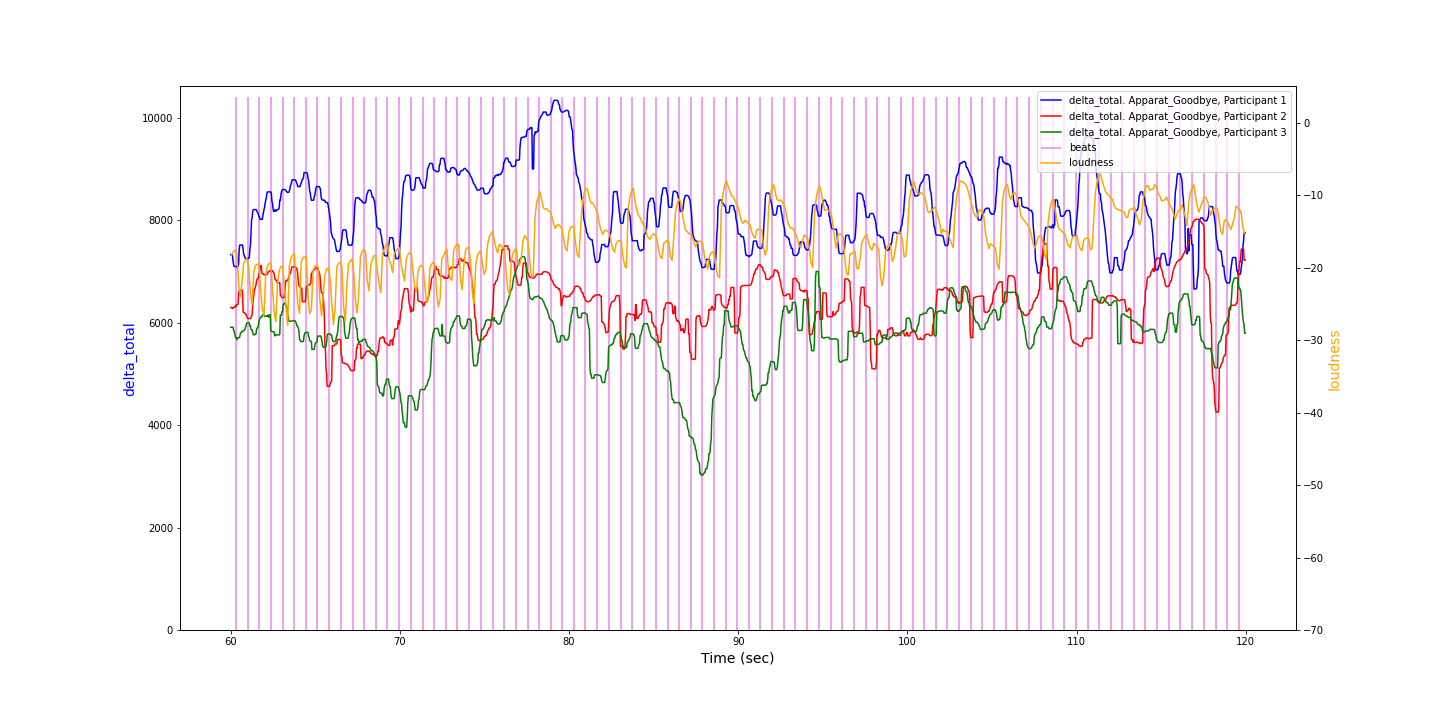 delta_total. Apparat_Goodbye, Participant 1
delta_total. Apparat_Goodbye, Participant 2
delta_total. Apparat_Goodbye, Participant 3
beats
loudness
10000
8000
6000
4000
2000
0
delta_total
0
−10
−20
−30
−40
−50
−60
−70
loudness
60
70
80
90
100
110
120
Time (sec)